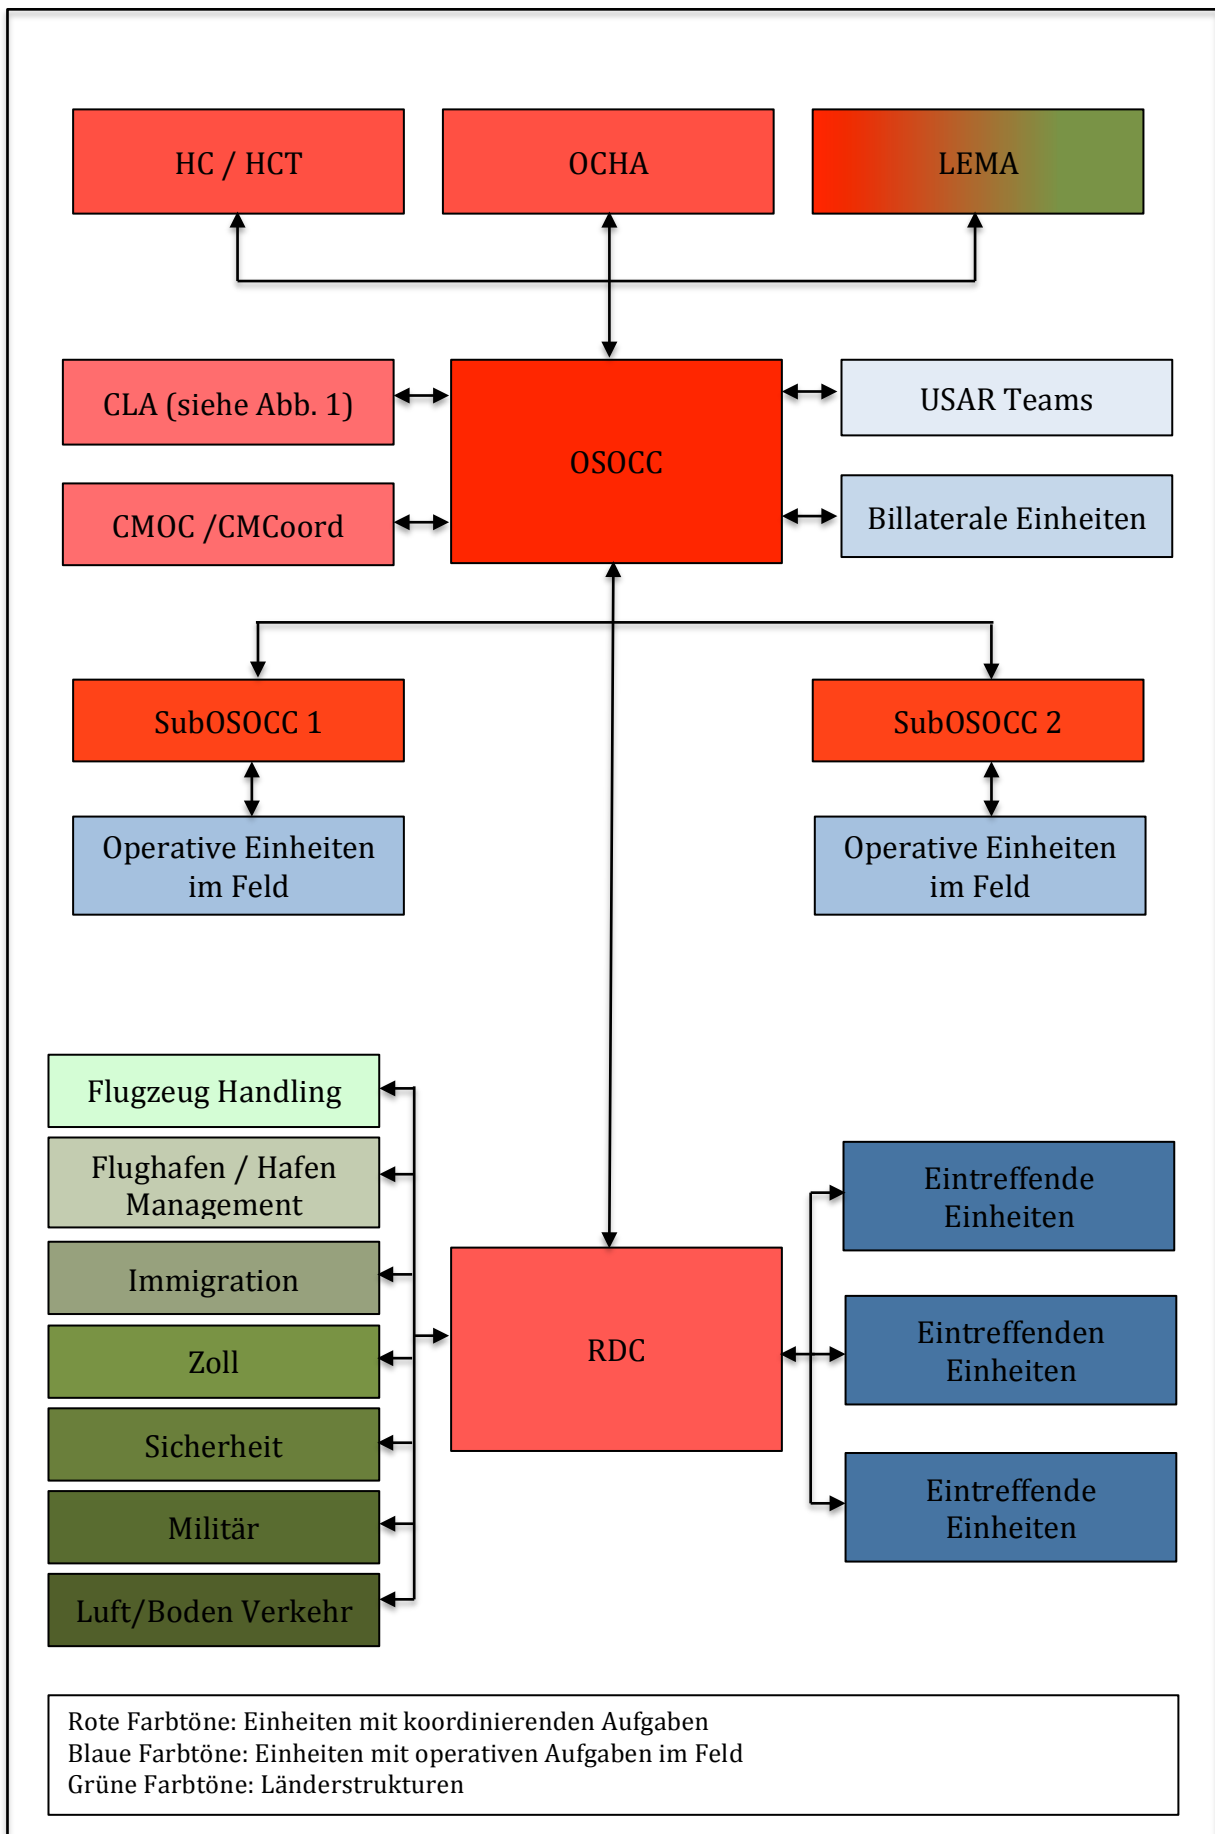 HC / HCT
OCHA
LEMA
CLA (siehe Abb. 1)
OSOCC
USAR Teams
CMOC /CMCoord
Billaterale Einheiten
SubOSOCC 1
SubOSOCC 2
Operative Einheiten
im Feld
Operative Einheiten
im Feld
Flugzeug Handling
Flughafen / Hafen
Management
Immigration
Zoll
Sicherheit
Militär
Luft/Boden Verkehr
RDC
Eintreffende
Einheiten
Eintreffenden
Einheiten
Eintreffende
Einheiten
Rote Farbtöne: Einheiten mit koordinierenden Aufgaben
Blaue Farbtöne: Einheiten mit operativen Aufgaben im Feld
Grüne Farbtöne: Länderstrukturen